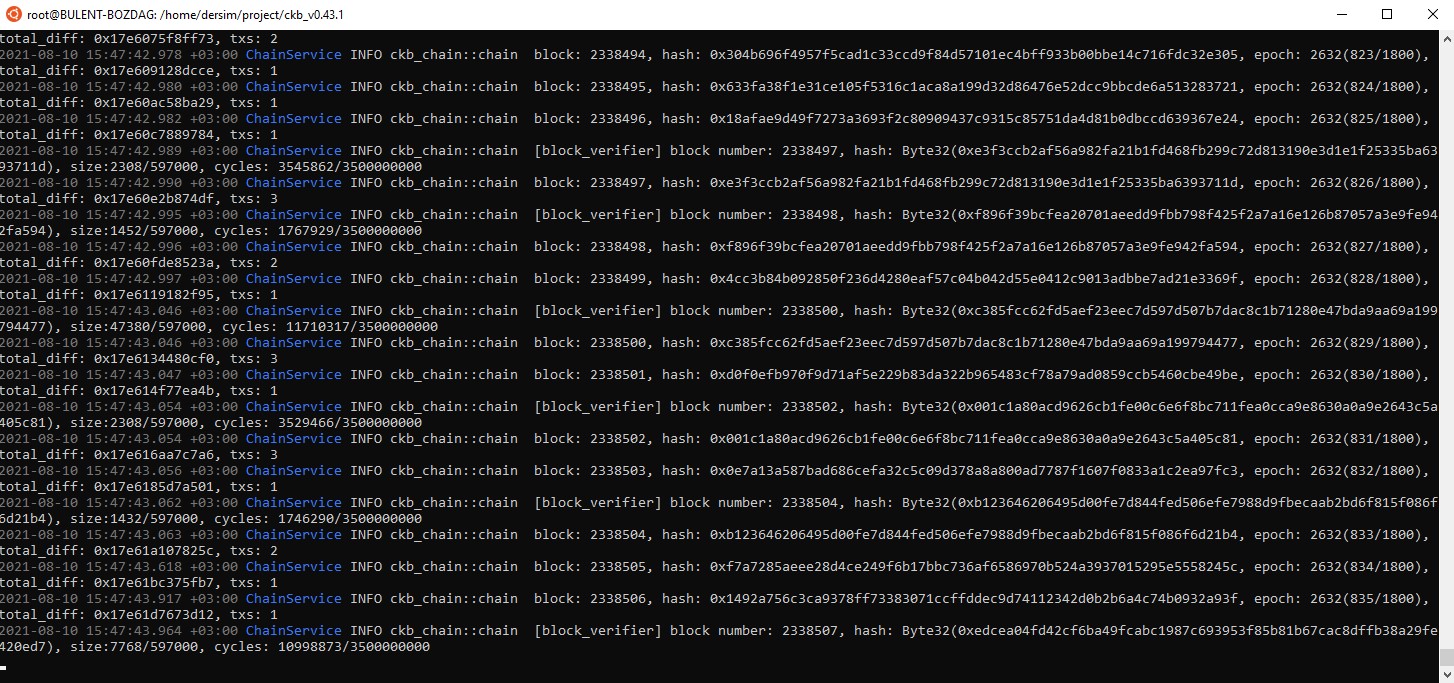 root@BULENT-BOZDAG: /home/dersim/project/ckb_v0.43.1
total_diff: 0x17e6075f8ff73, txs: 2
2021-08-10 15:47:42.978 +03:00 ChainService INFO ckb_chain::chain  block: 2338494, hash: 0x304b696f4957f5cad1c33ccd9f84d57101ec4bff933b00bbe14c716fdc32e305, epoch: 2632(823/1800),
total_diff: 0x17e609128dcce, txs: 1
2021-08-10 15:47:42.980 +03:00 ChainService INFO ckb_chain::chain  block: 2338495, hash: 0x633fa38f1e31ce105f5316c1aca8a199d32d86476e52dcc9bbcde6a513283721, epoch: 2632(824/1800),
total_diff: 0x17e60ac58ba29, txs: 1
2021-08-10 15:47:42.982 +03:00 ChainService INFO ckb_chain::chain  block: 2338496, hash: 0x18afae9d49f7273a3693f2c80909437c9315c85751da4d81b0dbccd639367e24, epoch: 2632(825/1800),
total_diff: 0x17e60c7889784, txs: 1
2021-08-10 15:47:42.989 +03:00 ChainService INFO ckb_chain::chain  [block_verifier] block number: 2338497, hash: Byte32(0xe3f3ccb2af56a982fa21b1fd468fb299c72d813190e3d1e1f25335ba63
93711d), size:2308/597000, cycles: 3545862/3500000000
2021-08-10 15:47:42.990 +03:00 ChainService INFO ckb_chain::chain  block: 2338497, hash: 0xe3f3ccb2af56a982fa21b1fd468fb299c72d813190e3d1e1f25335ba6393711d, epoch: 2632(826/1800),
total_diff: 0x17e60e2b874df, txs: 3
2021-08-10 15:47:42.995 +03:00 ChainService INFO ckb_chain::chain  [block_verifier] block number: 2338498, hash: Byte32(0xf896f39bcfea20701aeedd9fbb798f425f2a7a16e126b87057a3e9fe94
2fa594), size:1452/597000, cycles: 1767929/3500000000
2021-08-10 15:47:42.996 +03:00 ChainService INFO ckb_chain::chain  block: 2338498, hash: 0xf896f39bcfea20701aeedd9fbb798f425f2a7a16e126b87057a3e9fe942fa594, epoch: 2632(827/1800),
total_diff: 0x17e60fde8523a, txs: 2
2021-08-10 15:47:42.997 +03:00 ChainService INFO ckb_chain::chain  block: 2338499, hash: 0x4cc3b84b092850f236d4280eaf57c04b042d55e0412c9013adbbe7ad21e3369f, epoch: 2632(828/1800),
total_diff: 0x17e6119182f95, txs: 1
2021-08-10 15:47:43.046 +03:00 ChainService INFO ckb_chain::chain  [block_verifier] block number: 2338500, hash: Byte32(0xc385fcc62fd5aef23eec7d597d507b7dac8c1b71280e47bda9aa69a199
794477), size:47380/597000, cycles: 11710317/3500000000
2021-08-10 15:47:43.046 +03:00 ChainService INFO ckb_chain::chain  block: 2338500, hash: 0xc385fcc62fd5aef23eec7d597d507b7dac8c1b71280e47bda9aa69a199794477, epoch: 2632(829/1800),
total_diff: 0x17e6134480cf0, txs: 3
2021-08-10 15:47:43.047 +03:00 ChainService INFO ckb_chain::chain  block: 2338501, hash: 0xd0f0efb970f9d71af5e229b83da322b965483cf78a79ad0859ccb5460cbe49be, epoch: 2632(830/1800),
total_diff: 0x17e614f77ea4b, txs: 1
2021-08-10 15:47:43.054 +03:00 ChainService INFO ckb_chain::chain  [block_verifier] block number: 2338502, hash: Byte32(0x001c1a80acd9626cb1fe00c6e6f8bc711fea0cca9e8630a0a9e2643c5a
405c81), size:2308/597000, cycles: 3529466/3500000000
2021-08-10 15:47:43.054 +03:00 ChainService INFO ckb_chain::chain  block: 2338502, hash: 0x001c1a80acd9626cb1fe00c6e6f8bc711fea0cca9e8630a0a9e2643c5a405c81, epoch: 2632(831/1800),
total_diff: 0x17e616aa7c7a6, txs: 3
2021-08-10 15:47:43.056 +03:00 ChainService INFO ckb_chain::chain  block: 2338503, hash: 0x0e7a13a587bad686cefa32c5c09d378a8a800ad7787f1607f0833a1c2ea97fc3, epoch: 2632(832/1800),
total_diff: 0x17e6185d7a501, txs: 1
2021-08-10 15:47:43.062 +03:00 ChainService INFO ckb_chain::chain  [block_verifier] block number: 2338504, hash: Byte32(0xb123646206495d00fe7d844fed506efe7988d9fbecaab2bd6f815f086f
6d21b4), size:1432/597000, cycles: 1746290/3500000000
2021-08-10 15:47:43.063 +03:00 ChainService INFO ckb_chain::chain  block: 2338504, hash: 0xb123646206495d00fe7d844fed506efe7988d9fbecaab2bd6f815f086f6d21b4, epoch: 2632(833/1800),
total_diff: 0x17e61a107825c, txs: 2
2021-08-10 15:47:43.618 +03:00 ChainService INFO ckb_chain::chain  block: 2338505, hash: 0xf7a7285aeee28d4ce249f6b17bbc736af6586970b524a3937015295e5558245c, epoch: 2632(834/1800),
total_diff: 0x17e61bc375fb7, txs: 1
2021-08-10 15:47:43.917 +03:00 ChainService INFO ckb_chain::chain  block: 2338506, hash: 0x1492a756c3ca9378ff73383071ccffddec9d74112342d0b2b6a4c74b0932a93f, epoch: 2632(835/1800),
total_diff: 0x17e61d7673d12, txs: 1
2021-08-10 15:47:43.964 +03:00 ChainService INFO ckb_chain::chain  [block_verifier] block number: 2338507, hash: Byte32(0xedcea04fd42cf6ba49fcabc1987c693953f85b81b67cac8dffb38a29fe
420ed7), size:7768/597000, cycles: 10998873/3500000000